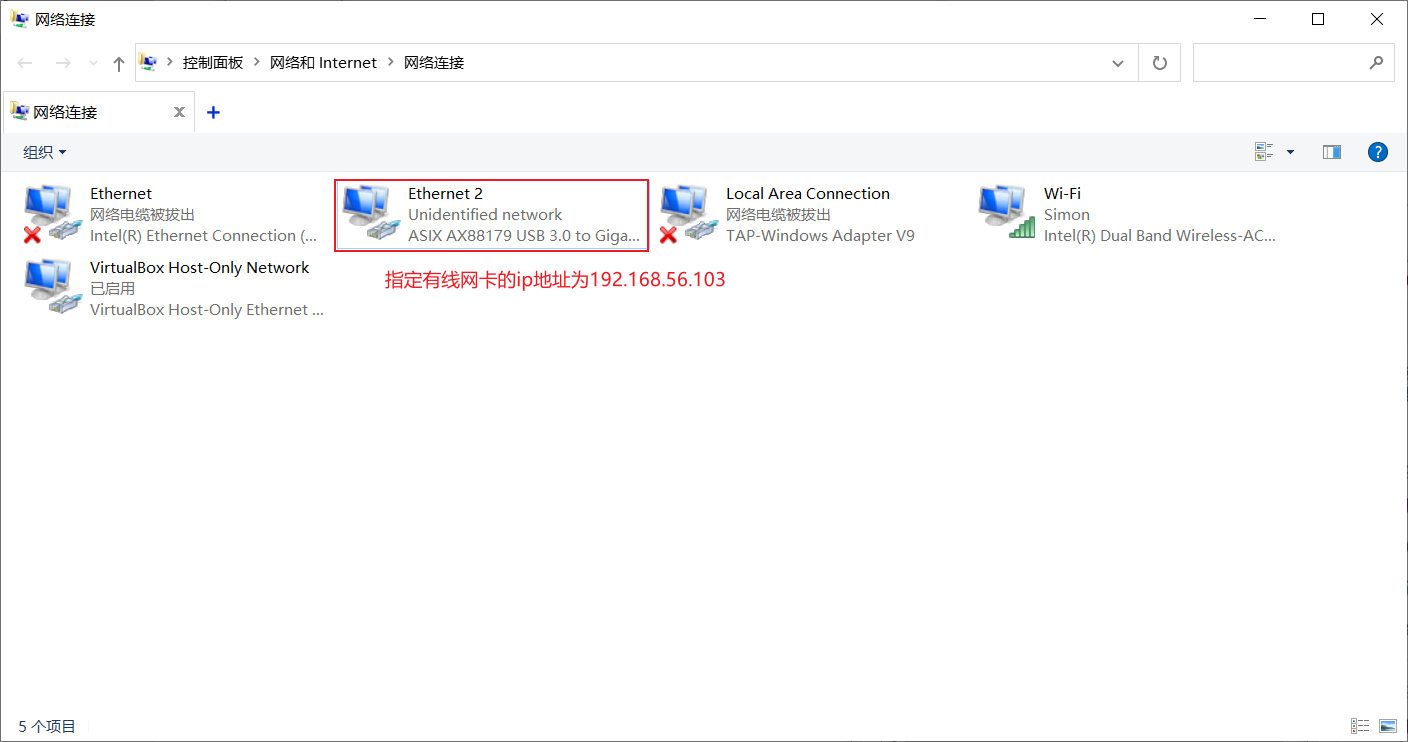 网络连接
控制面板 网络和 Internet 网络连接
网络连接
组织
Ethernet
网络电缆被拔出
Intel(R) Ethernet Connection (...
Ethernet 2
Unidentified network
ASIX AX88179 USB 3.0 to Giga...
Local Area Connection
网络电缆被拔出
TAP-Windows Adapter V9
Wi-Fi
Simon
Intel(R) Dual Band Wireless-AC...
VirtualBox Host-Only Network
已启用
VirtualBox Host-Only Ethernet ...
指定有线网卡的ip地址为192.168.56.103
5 个项目